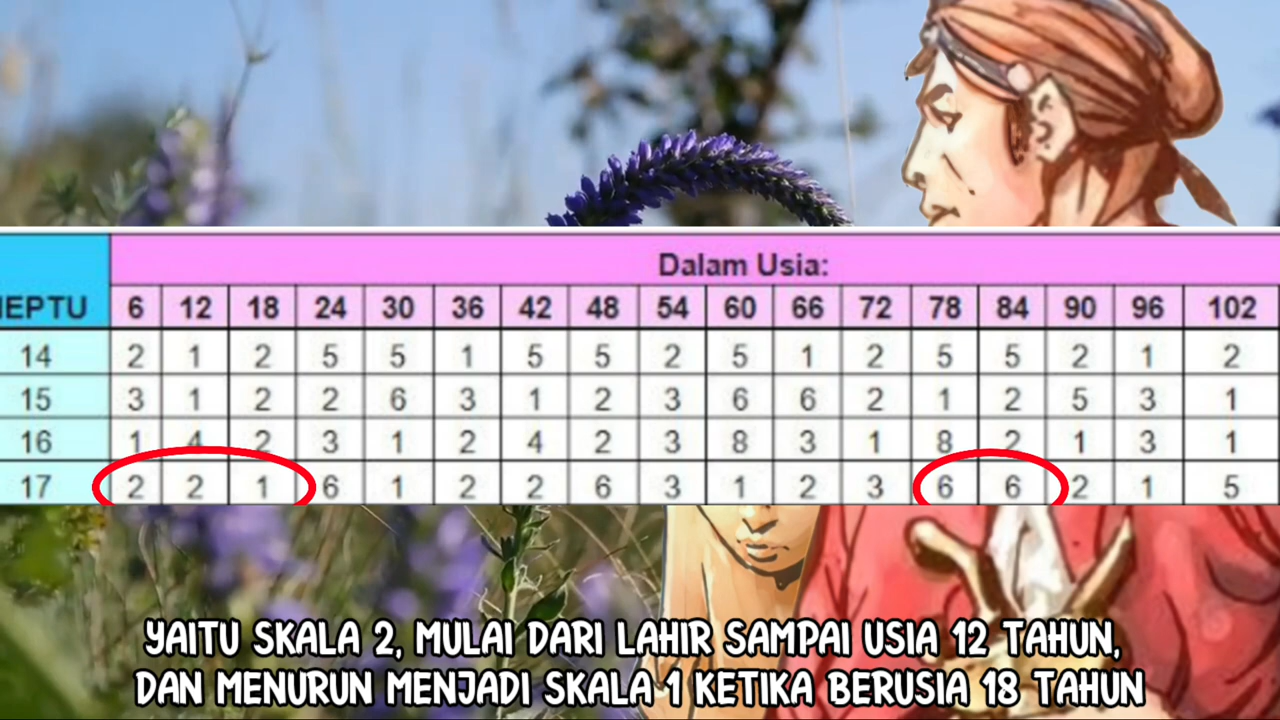 Dalam Usia:
NEPTU 6 12 18 24 30 36 42 48 54 60 66 72 78 84 90 96 102
14 2 1 2 5 5 1 5 5 2 5 1 2 5 5 2 1 2
15 3 1 2 2 6 3 1 2 3 6 6 2 1 2 5 3 1
16 1 4 2 3 1 2 4 2 3 8 3 1 8 2 1 3 1
17 2 2 1 6 1 2 2 6 3 1 2 3 6 6 2 1 5
YAITU SKALA 2, MULAI DARI LAHIR SAMPAI USIA 12 TAHUN,
DAN MENURUN MENJADI SKALA 1 KETIKA BERUSIA 18 TAHUN